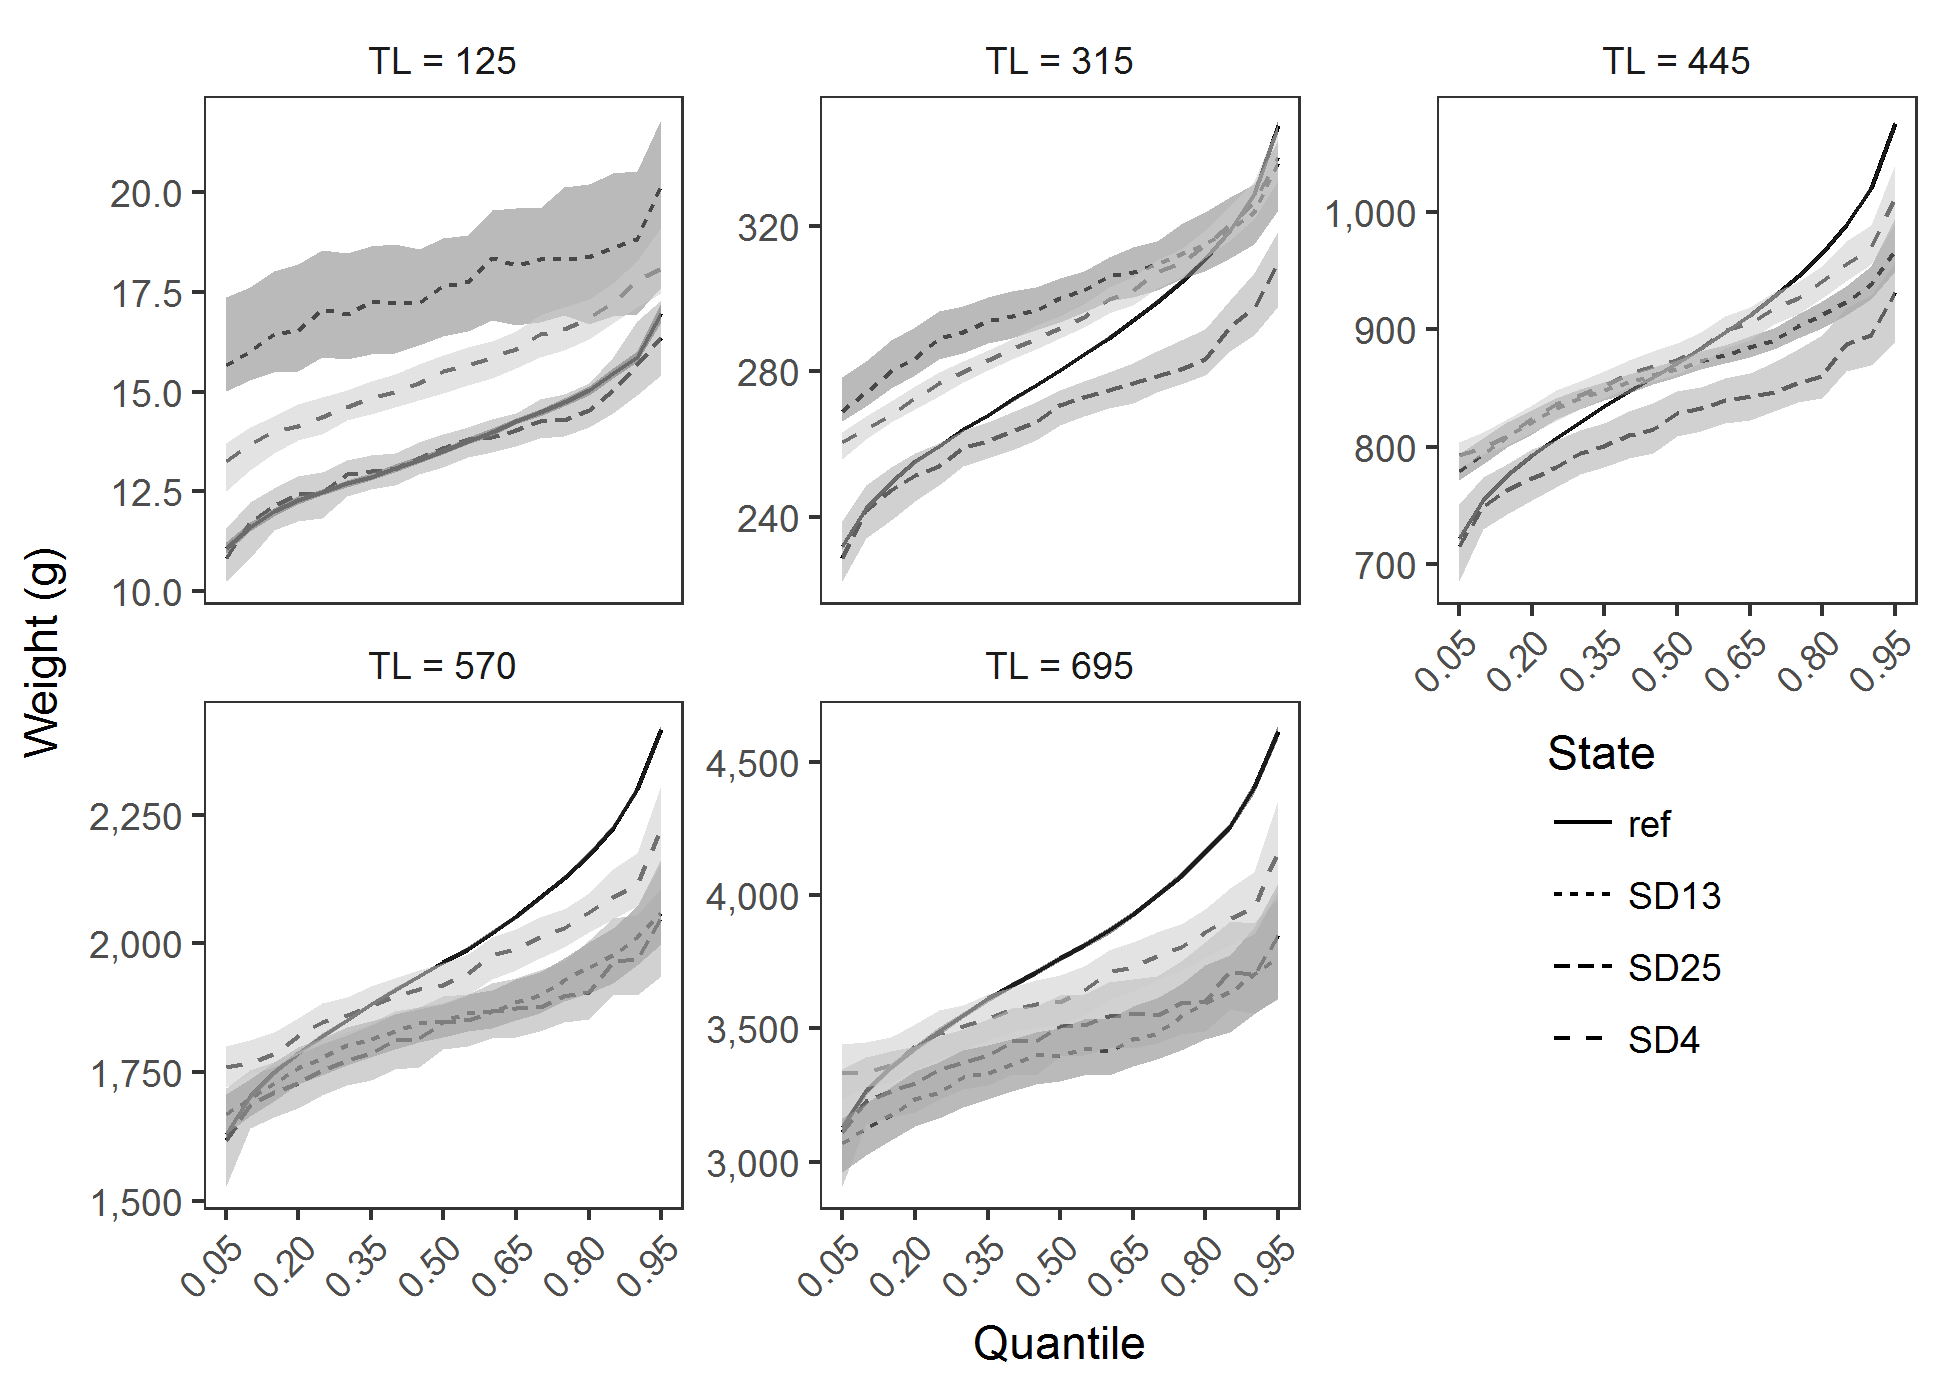 TL = 125
TL = 315
TL = 445
20.0
17.5
15.0
12.5
10.0
320
280
240
1,000
900
800
700
0.05 0.20 0.35 0.50 0.65 0.80 0.95
Weight (g)
TL = 570
TL = 695
2,250
2,000
1,750
1,500
4,500
4,000
3,500
3,000
State
ref
SD13
SD25
SD4
0.05 0.20 0.35 0.50 0.65 0.80 0.95
0.05 0.20 0.35 0.50 0.65 0.80 0.95
Quantile